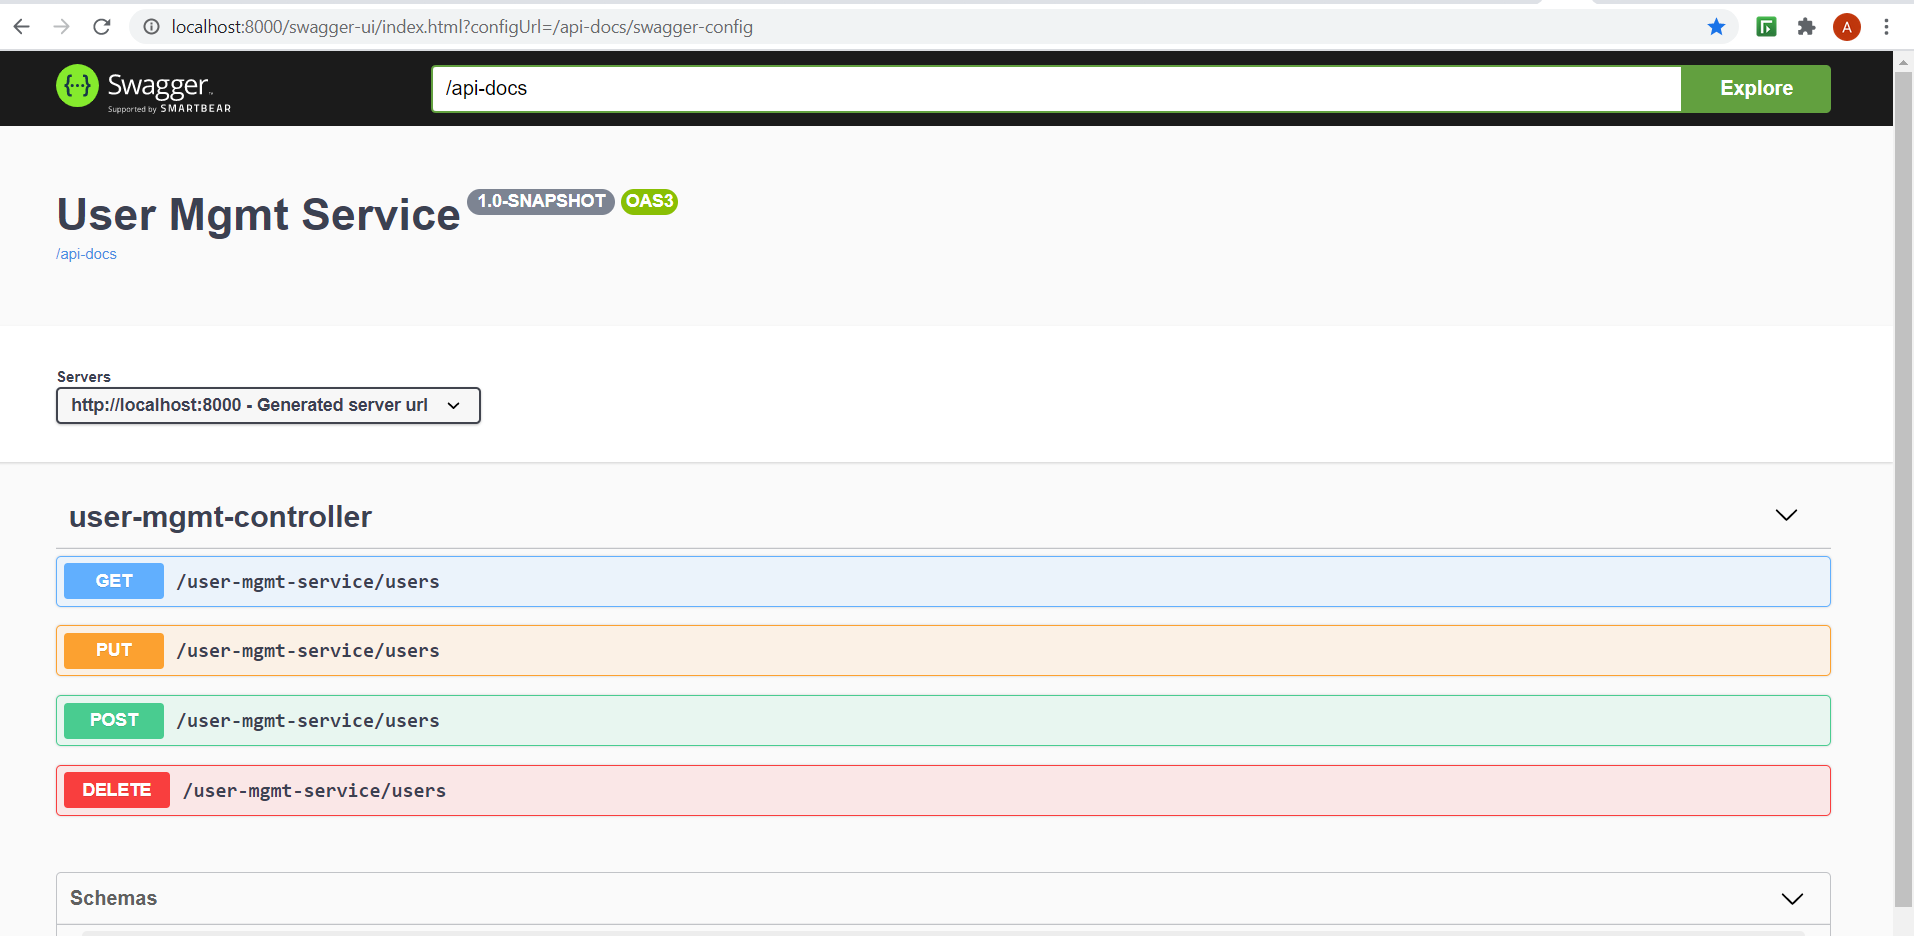 localhost:8000/swagger-ui/index.html?configUrl=/api-docs/swagger-config
A
{...} Swagger
Supported by SMARTBEAR
/api-docs
Explore
User Mgmt Service 1.0-SNAPSHOT OAS3
/api-docs
Servers
http://localhost:8000 - Generated server url
user-mgmt-controller
GET /user-mgmt-service/users
PUT /user-mgmt-service/users
POST /user-mgmt-service/users
DELETE /user-mgmt-service/users
Schemas